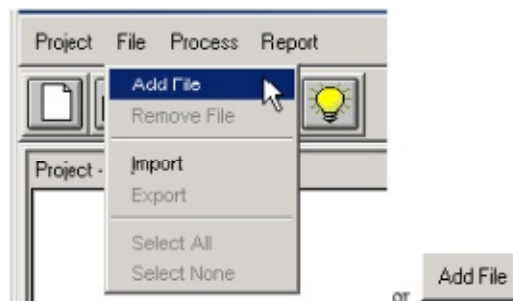 Project File Process Report
Add File
Remove File
Project -
Import
Export
Select All
Select None
or Add File